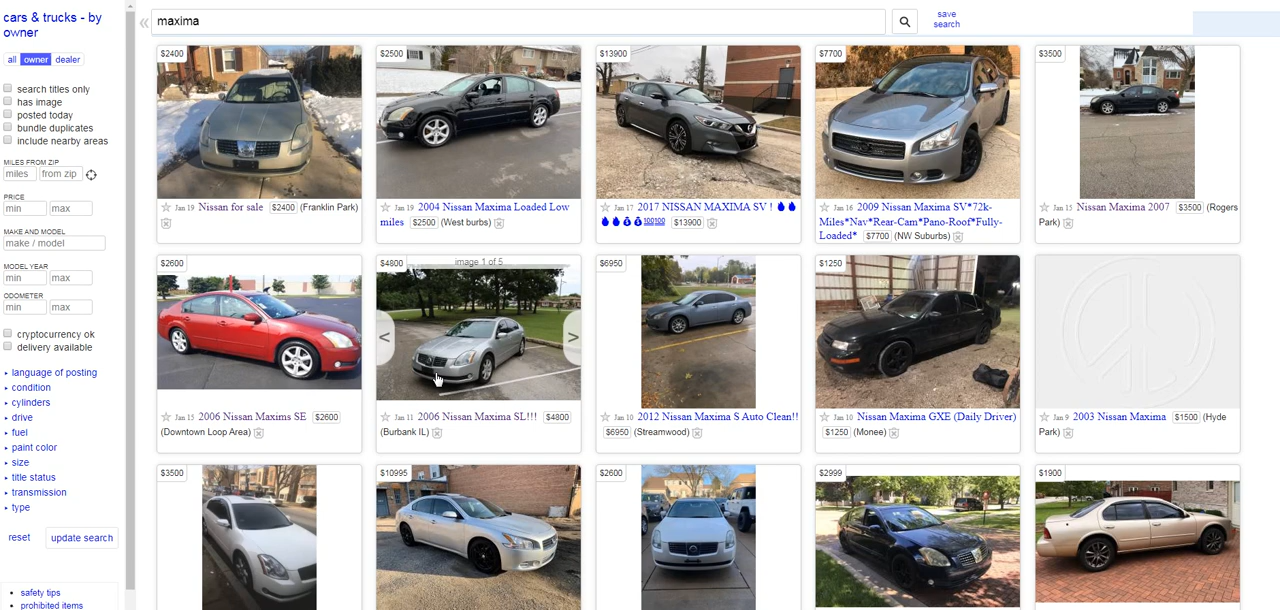 cars & trucks - by
owner
all owner dealer
search titles only
has image
posted today
bundle duplicates
include nearby areas
MILES FROM ZIP
miles from zip
PRICE
min max
MAKE AND MODEL
make / model
MODEL YEAR
min max
ODOMETER
min max
cryptocurrency ok
delivery available
language of posting
condition
cylinders
drive
fuel
paint color
size
title status
transmission
type
reset update search
safety tips
prohibited items
«
maxima
save
search
$2400
Jan 19 Nissan for sale $2400 (Franklin Park)
$2500
Jan 19 2004 Nissan Maxima Loaded Low
miles $2500 (West burbs)
$13900
Jan 17 2017 NISSAN MAXIMA SV ! 💧💧
💧💧💰💰💯💯 $13900
$7700
Jan 16 2009 Nissan Maxima SV*72k-
Miles*Nav*Rear-Cam*Pano-Roof*Fully-
Loaded* $7700 (NW Suburbs)
$3500
Jan 15 Nissan Maxima 2007 $3500 (Rogers
Park)
$2600
Jan 15 2006 Nissan Maxims SE $2600
(Downtown Loop Area)
$4800 image 1 of 5
< >
Jan 11 2006 Nissan Maxima SL!!! $4800
(Burbank IL)
$6950
Jan 10 2012 Nissan Maxima S Auto Clean!!
$6950 (Streamwood)
$1250
Jan 10 Nissan Maxima GXE (Daily Driver)
$1250 (Monee)
Jan 9 2003 Nissan Maxima $1500 (Hyde
Park)
$3500
$10995
$2600
$2999
$1900